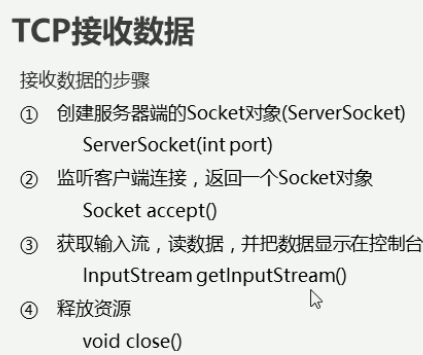 TCP接收数据
接收数据的步骤
① 创建服务器端的Socket对象(ServerSocket)
ServerSocket(int port)
② 监听客户端连接，返回一个Socket对象
Socket accept()
③ 获取输入流，读数据，并把数据显示在控制台
InputStream getInputStream()
④ 释放资源
void close()